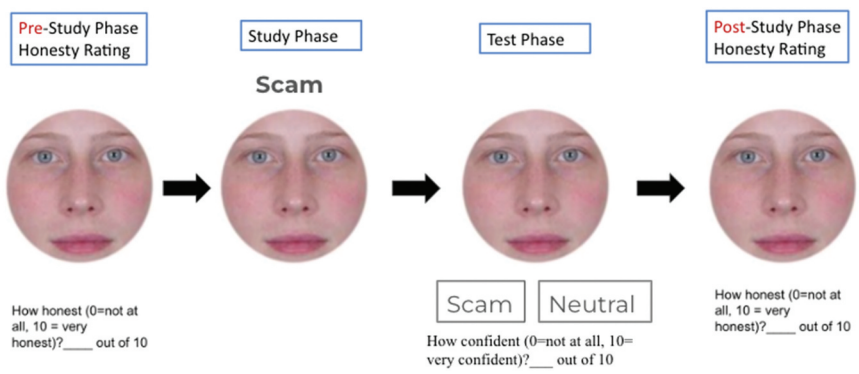 Pre-Study Phase
Honesty Rating
Study Phase
Test Phase
Post-Study Phase
Honesty Rating
Scam
How honest (0=not at
all, 10 = very
honest)?____ out of 10
Scam
Neutral
How confident (0=not at all, 10=
very confident)?___ out of 10
How honest (0=not at
all, 10 = very
honest)?____ out of 10